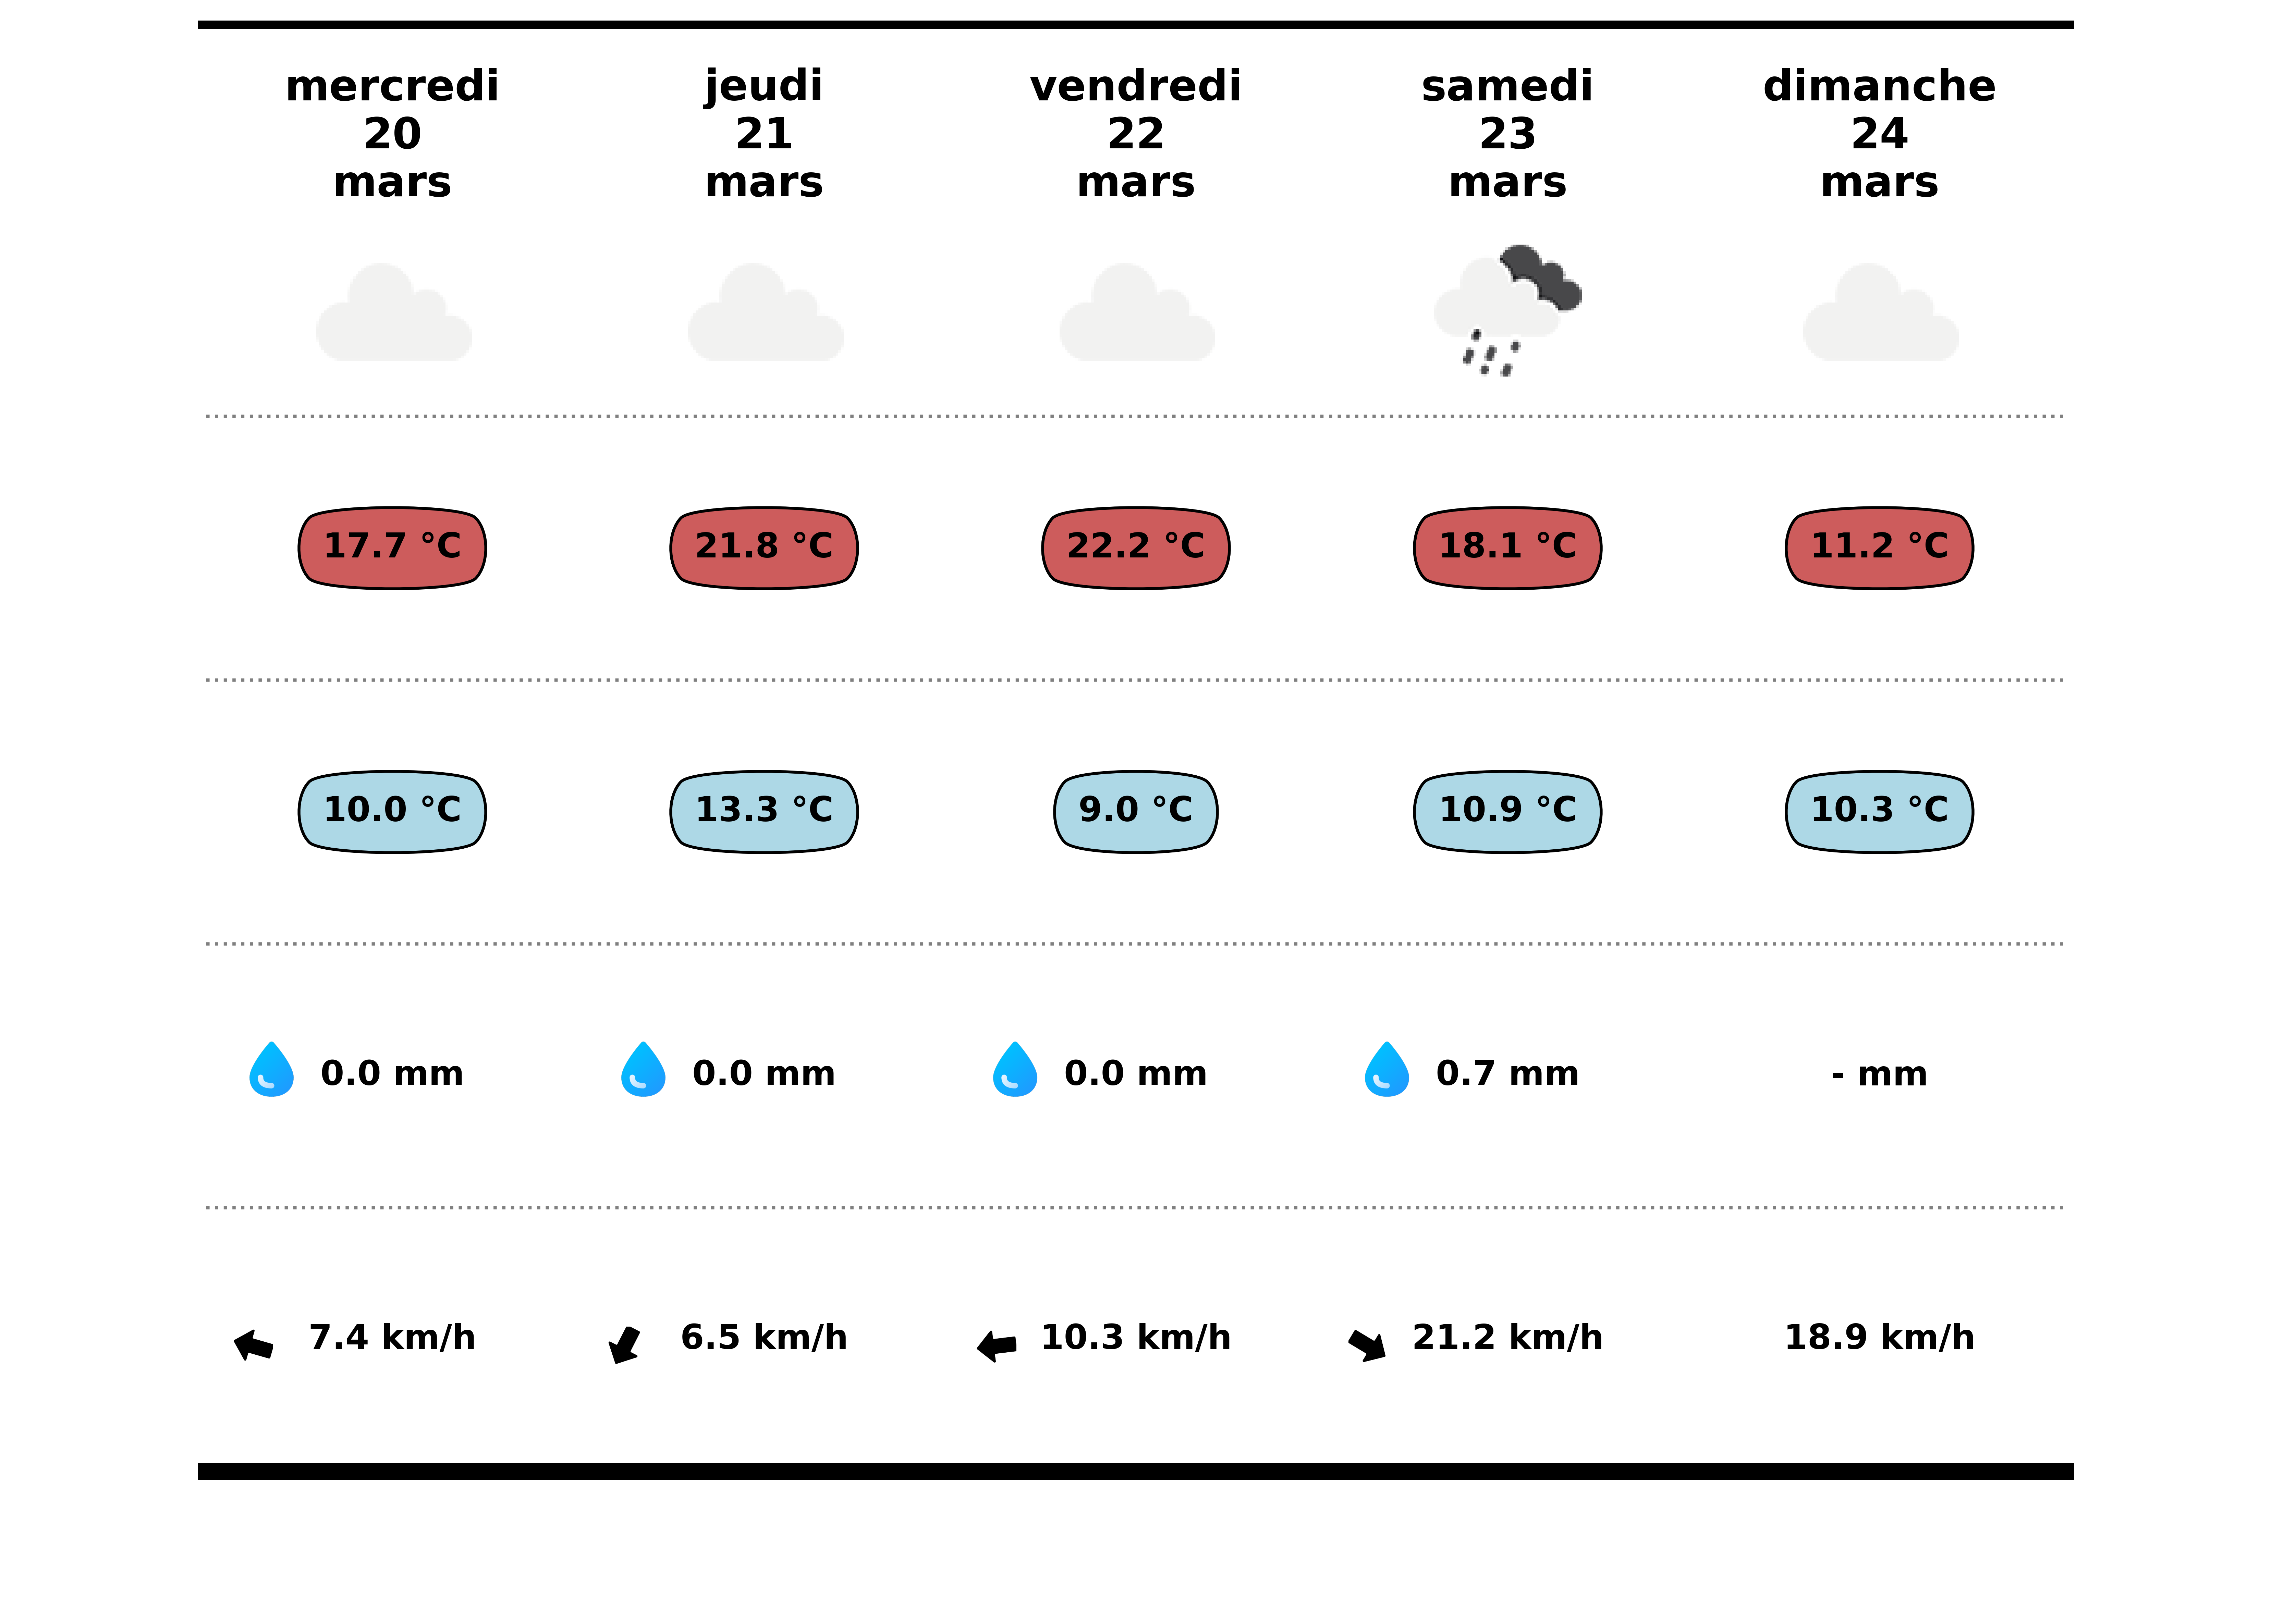 mercredi
20
mars
jeudi
21
mars
vendredi
22
mars
samedi
23
mars
dimanche
24
mars
17.7 °C
21.8 °C
22.2 °C
18.1 °C
11.2 °C
10.0 °C
13.3 °C
9.0 °C
10.9 °C
10.3 °C
0.0 mm
0.0 mm
0.0 mm
0.7 mm
- mm
7.4 km/h
6.5 km/h
10.3 km/h
21.2 km/h
18.9 km/h